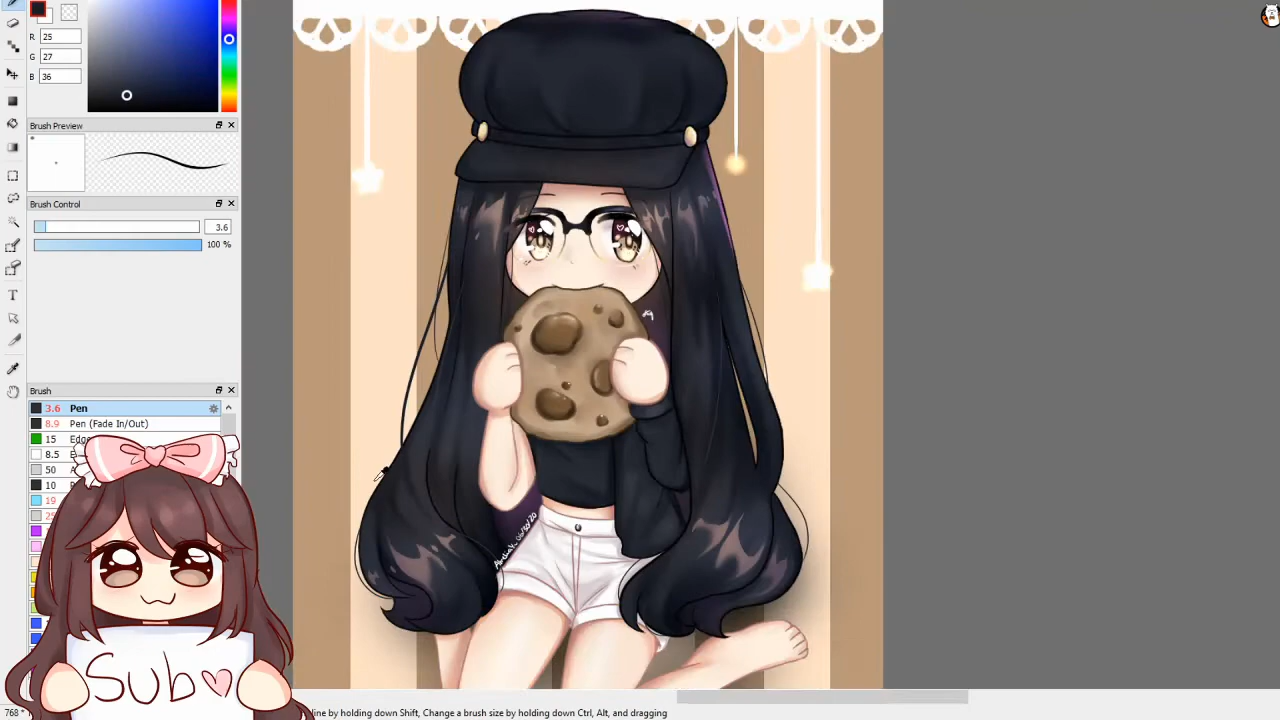 R 25
G 27
B 36
Brush Preview
Brush Control
3.6
100 %
Brush
3.6 Pen
8.9 Pen (Fade In/Out)
15
8.5
50
10
19
Sub
768*
line by holding down Shift, Change a brush size by holding down Ctrl, Alt, and dragging